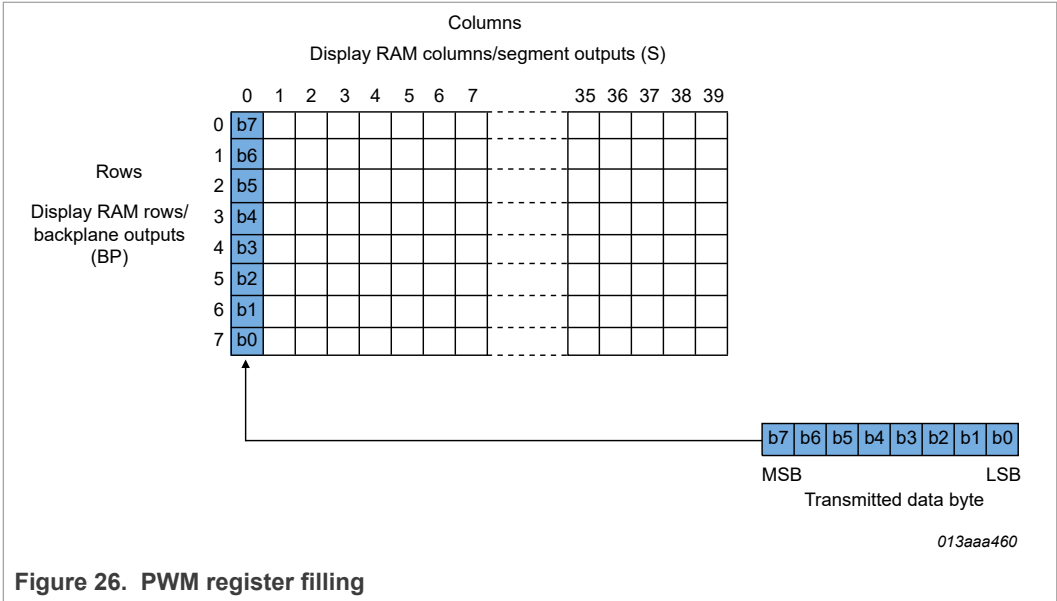 Columns
Display RAM columns/segment outputs (S)
0 1 2 3 4 5 6 7 35 36 37 38 39
0 b7
1 b6
2 b5
3 b4
4 b3
5 b2
6 b1
7 b0
Rows
Display RAM rows/
backplane outputs
(BP)
b7 b6 b5 b4 b3 b2 b1 b0
MSB LSB
Transmitted data byte
013aaa460
Figure 26. PWM register filling